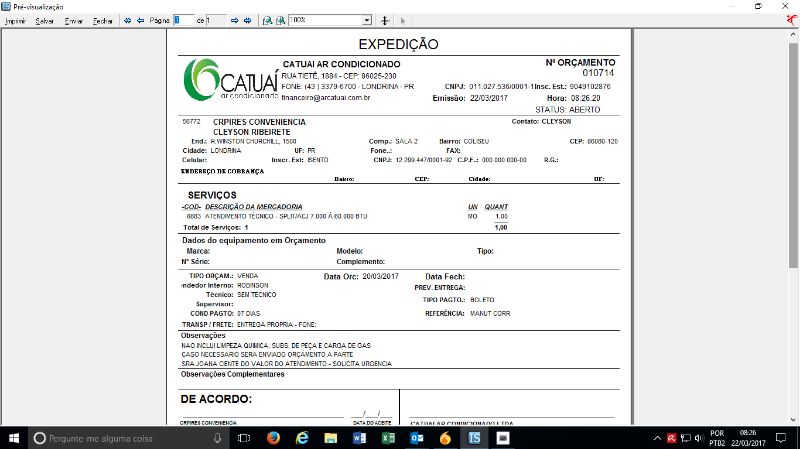 Pré-visualização
Imprimir Salvar Enviar Fechar Página 1 de 1 100%
EXPEDIÇÃO
CATUAÍ
ar condicionado
CATUAI AR CONDICIONADO Nº ORÇAMENTO
RUA TIETÊ, 1884 - CEP: 86025-230 010714
FONE: (43 ) 3379-6700 - LONDRINA - PR CNPJ: 011.027.536/0001-1 Insc. Est.: 9049102876
financeiro@arcatuai.com.br Emissão: 22/03/2017 Hora: 08.26.20
STATUS: ABERTO
56772 CRPIRES CONVENIENCIA Contato: CLEYSON
CLEYSON RIBEIRETE
End.: R.WINSTON CHURCHILL, 1500 Comp.: SALA 2 Bairro: COLISEU CEP: 86080-120
Cidade: LONDRINA UF: PR Fone..: FAX:
Celular: Inscr. Est: ISENTO CNPJ: 12.299.447/0001-92 C.P.F.: 000.000.000-00 R.G.:
ENDEREÇO DE COBRANÇA
Bairro: CEP: Cidade: UF:
SERVIÇOS
-COD- DESCRIÇÃO DA MERCADORIA UN QUANT
8883 ATENDIMENTO TÉCNICO - SPLIT/ACJ 7.000 À 60.000 BTU MO 1,00
Total de Serviços: 1 1,00
Dados do equipamento em Orçamento
Marca: Modelo: Tipo:
N° Série: Complemento:
TIPO ORÇAM.: VENDA Data Orc: 20/03/2017 Data Fech:
ndedor Interno: ROBINSON PREV. ENTREGA:
Técnico: SEM TECNICO
TIPO PAGTO.: BOLETO
Supervisor:
COND PAGTO: 07 DIAS REFERÊNCIA: MANUT CORR
TRANSP / FRETE: ENTREGA PROPRIA - FONE:
Observações
NAO INCLUI LIMPEZA QUIMICA, SUBS. DE PEÇA E CARGA DE GAS
CASO NECESSARIO SERA ENVIADO ORÇAMENTO A PARTE
SRA JOANA CIENTE DO VALOR DO ATENDIMENTO - SOLICITA URGENCIA
Observações Complementares
DE ACORDO:
___/___/___
CRPIRES CONVENIENCIA DATA DO ACEITE CATUAI AR CONDICIONADO LTDA
Pergunte-me alguma coisa
POR 08:26
PTB2 22/03/2017